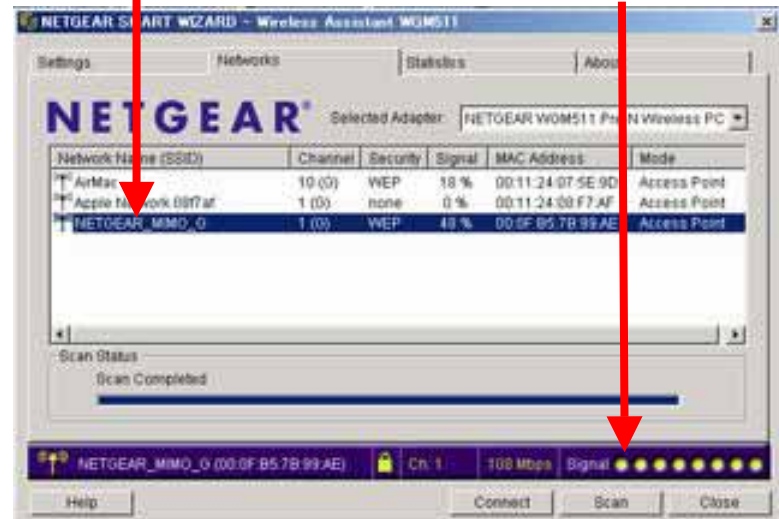 NETGEAR SMART WIZARD - Wireless Assistant WGM511
Settings Networks Statistics About
NETGEAR® Selected Adapter: NETGEAR WGM511 Pre N Wireless PC
Network Name (SSID) Channel Security Signal MAC Address Mode
AirMac 10 (G) WEP 18 % 00:11:24:07:5E:9D Access Point
Apple Network 08f7af 1 (G) none 0 % 00:11:24:08:F7:AF Access Point
NETGEAR_MIMO_G 1 (G) WEP 48 % 00:0F:B5:7B:99:AE Access Point
Scan Status
Scan Completed
NETGEAR_MIMO_G (00:0F:B5:7B:99:AE) Cn: 1 108 Mbps Signal
Help Connect Scan Close